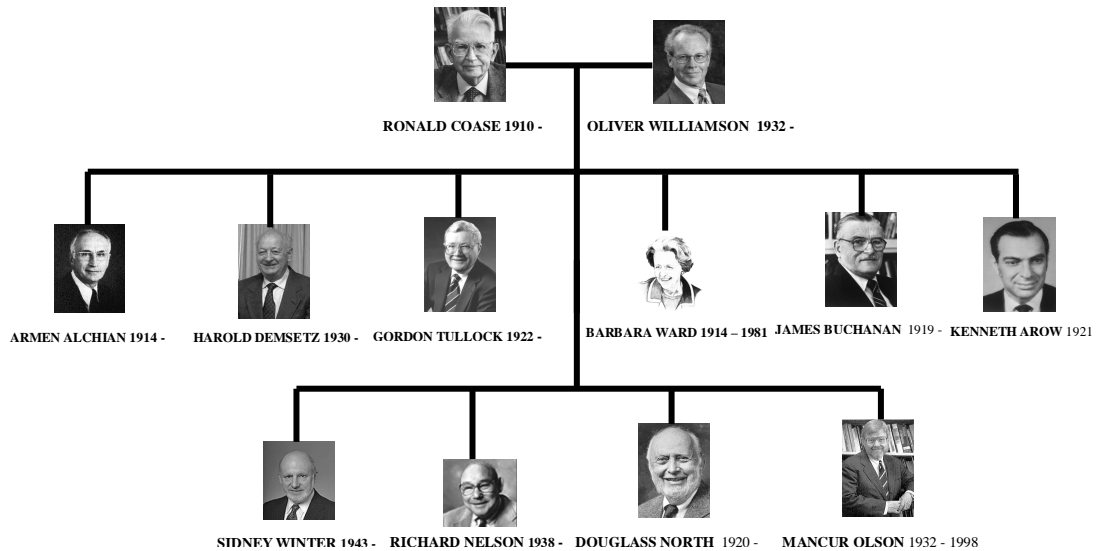 RONALD COASE 1910 -
OLIVER WILLIAMSON 1932 -
ARMEN ALCHIAN 1914 -
HAROLD DEMSETZ 1930 -
GORDON TULLOCK 1922 -
BARBARA WARD 1914 – 1981
JAMES BUCHANAN 1919 -
KENNETH AROW 1921
SIDNEY WINTER 1943 -
RICHARD NELSON 1938 -
DOUGLASS NORTH 1920 -
MANCUR OLSON 1932 - 1998